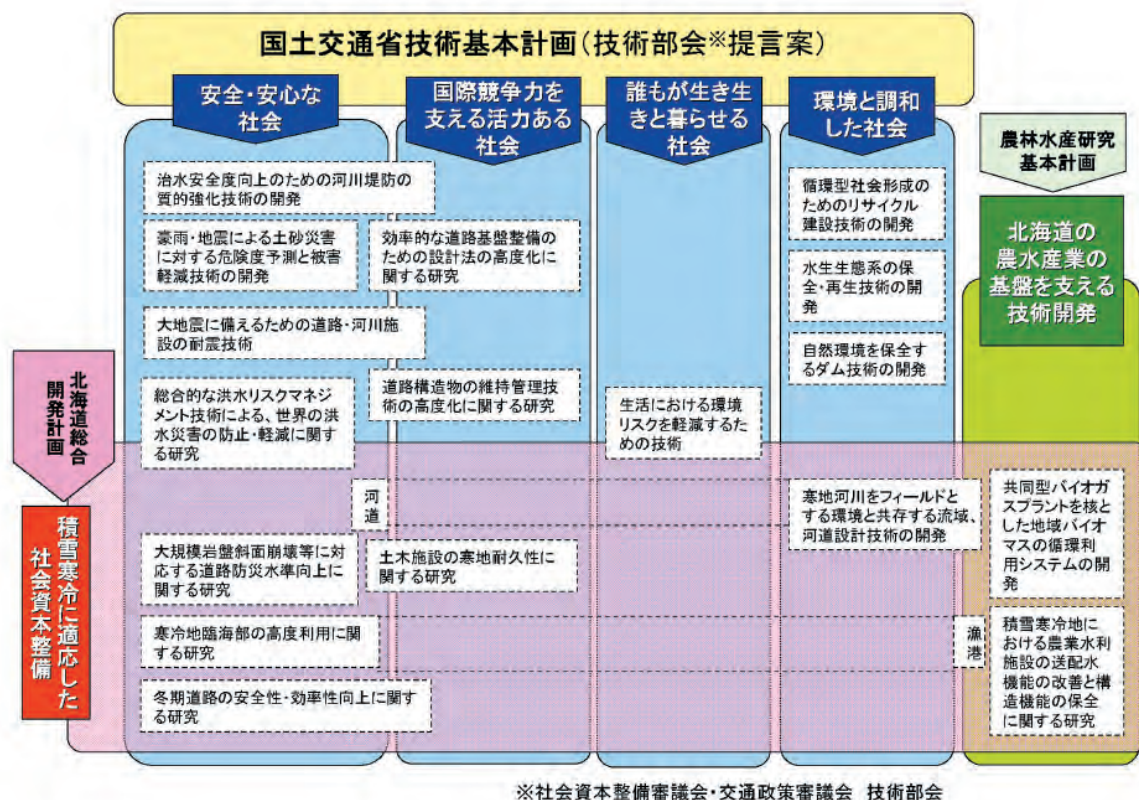 国土交通省技術基本計画(技術部会※提言案)
安全・安心な
社会
国際競争力を
支える活力ある
社会
誰もが生き生
きと暮らせる
社会
環境と調和
した社会
農林水産研究
基本計画
北海道の
農水産業の
基盤を支える
技術開発
治水安全度向上のための河川堤防の
質的強化技術の開発
豪雨・地震による土砂災害
に対する危険度予測と被害
軽減技術の開発
大地震に備えるための道路・河川施
設の耐震技術
総合的な洪水リスクマネジ
メント技術による、世界の洪
水災害の防止・軽減に関す
る研究
効率的な道路基盤整備の
ための設計法の高度化に
関する研究
道路構造物の維持管理技
術の高度化に関する研究
生活における環境
リスクを軽減するた
めの技術
循環型社会形成の
ためのリサイクル
建設技術の開発
水生生態系の保
全・再生技術の開
発
自然環境を保全す
るダム技術の開発
北海道総合
開発計画
積雪寒冷に適応した
社会資本整備
河道
寒地河川をフィールドと
する環境と共存する流域、
河道設計技術の開発
大規模岩盤斜面崩壊等に対
応する道路防災水準向上に
関する研究
土木施設の寒地耐久性に
関する研究
寒冷地臨海部の高度利用に関
する研究
漁港
冬期道路の安全性・効率性向上に関す
る研究
共同型バイオガ
スプラントを核と
した地域バイオ
マスの循環利
用システムの開
発
積雪寒冷地に
おける農業水利
施設の送配水
機能の改善と構
造機能の保全
に関する研究
※社会資本整備審議会・交通政策審議会 技術部会